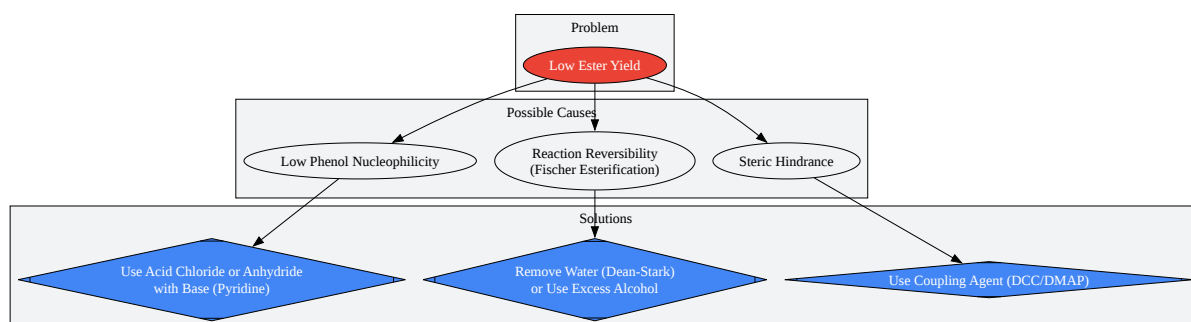 Problem
Low Ester Yield
Possible Causes
Low Phenol Nucleophilicity
Reaction Reversibility
(Fischer Esterification)
Steric Hindrance
Solutions
Use Acid Chloride or Anhydride
with Base (Pyridine)
Remove Water (Dean-Stark)
or Use Excess Alcohol
Use Coupling Agent (DCC/DMAP)